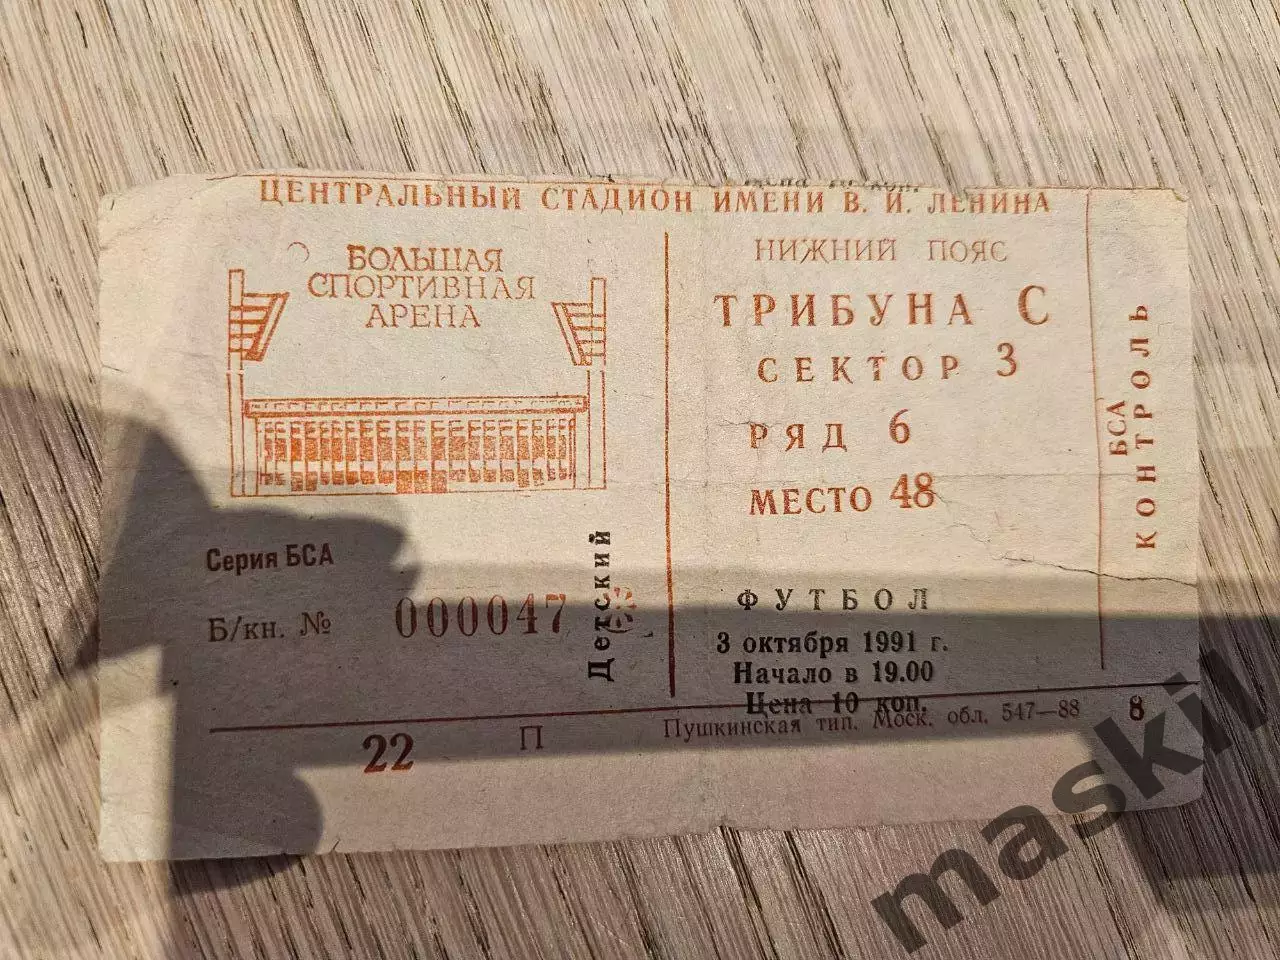 ЦЕНТРАЛЬНЫЙ СТАДИОН ИМЕНИ В. И. ЛЕНИНА
БОЛЬШАЯ
СПОРТИВНАЯ
АРЕНА
Серия БСА
Б/кн. № 000047
Детский
НИЖНИЙ ПОЯС
ТРИБУНА С
СЕКТОР 3
РЯД 6
МЕСТО 48
ФУТБОЛ
3 октября 1991 г.
Начало в 19.00
Цена 10 коп.
БСА
КОНТРОЛЬ
22 П Пушкинская тип. Моск. обл. 547—88 8
maskil